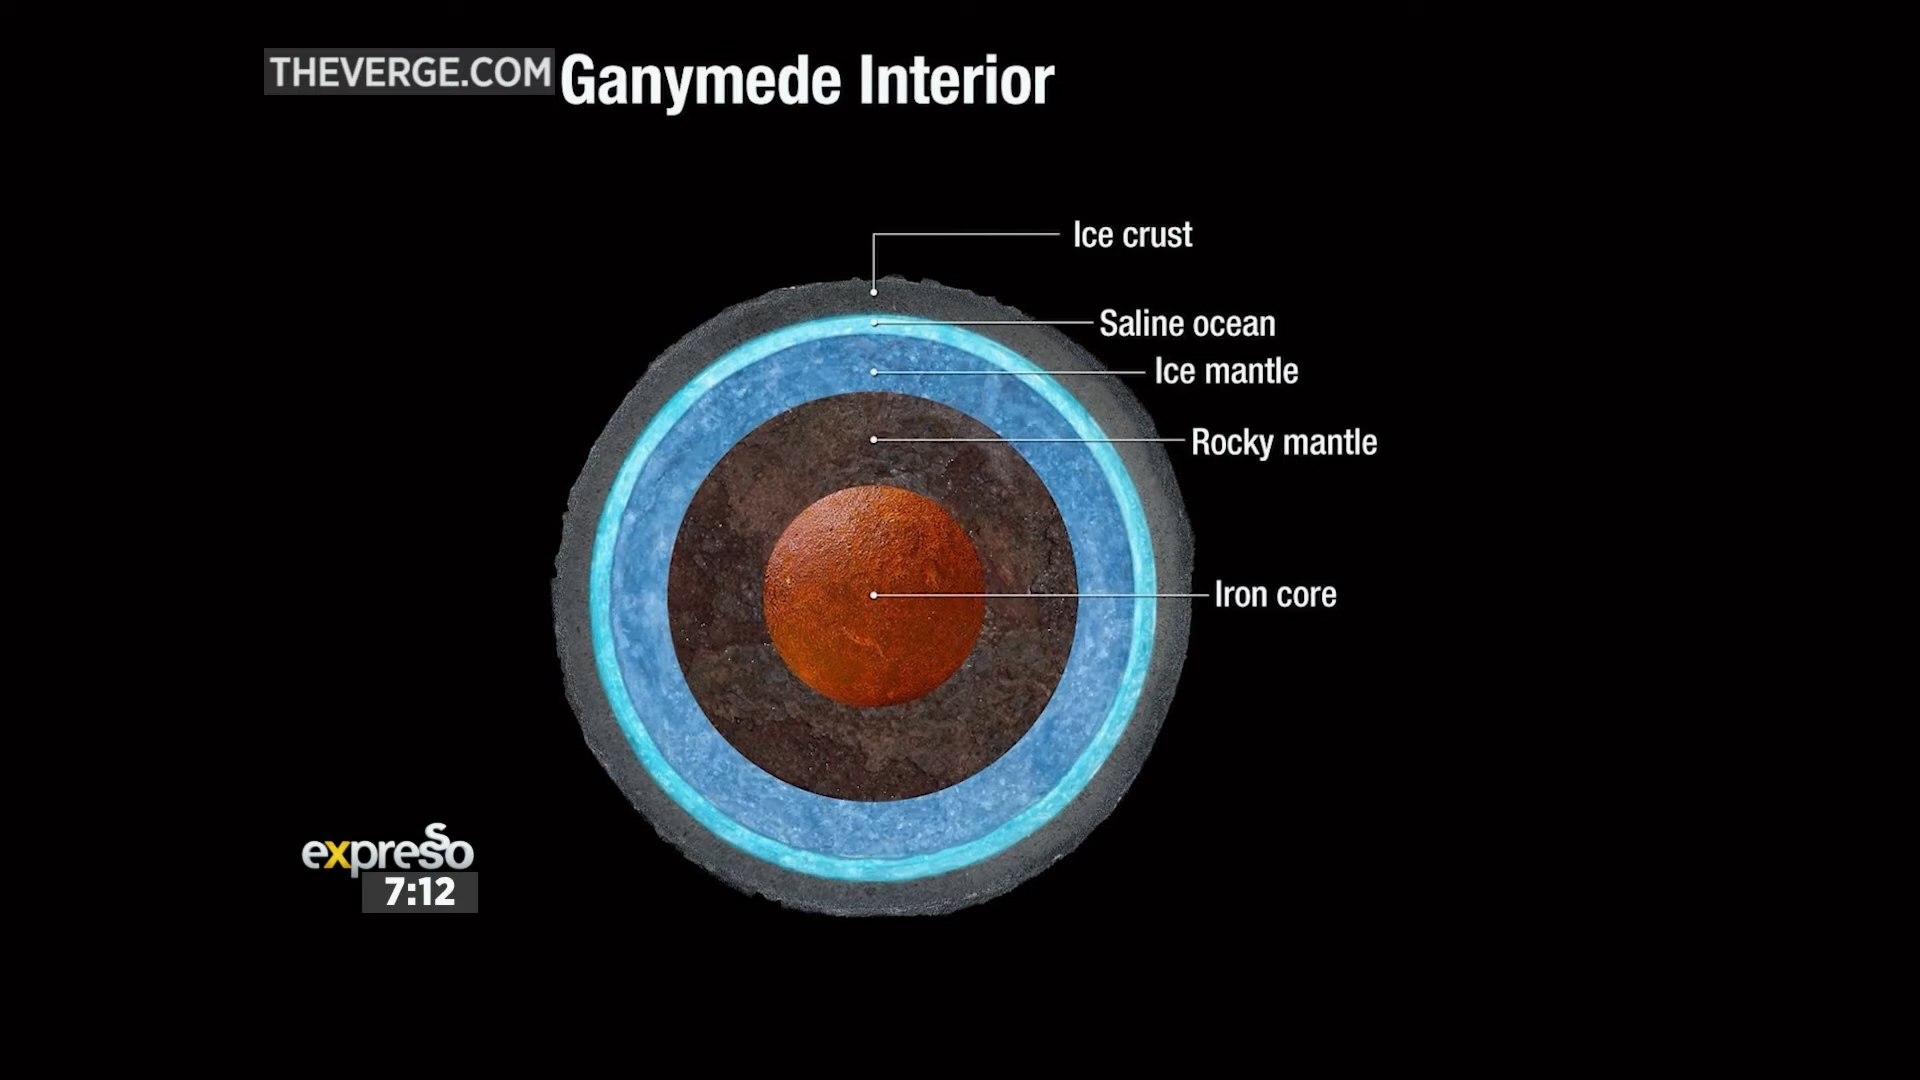 THEVERGE.COM
Ganymede Interior
Ice crust
Saline ocean
Ice mantle
Rocky mantle
Iron core
expresso
7:12